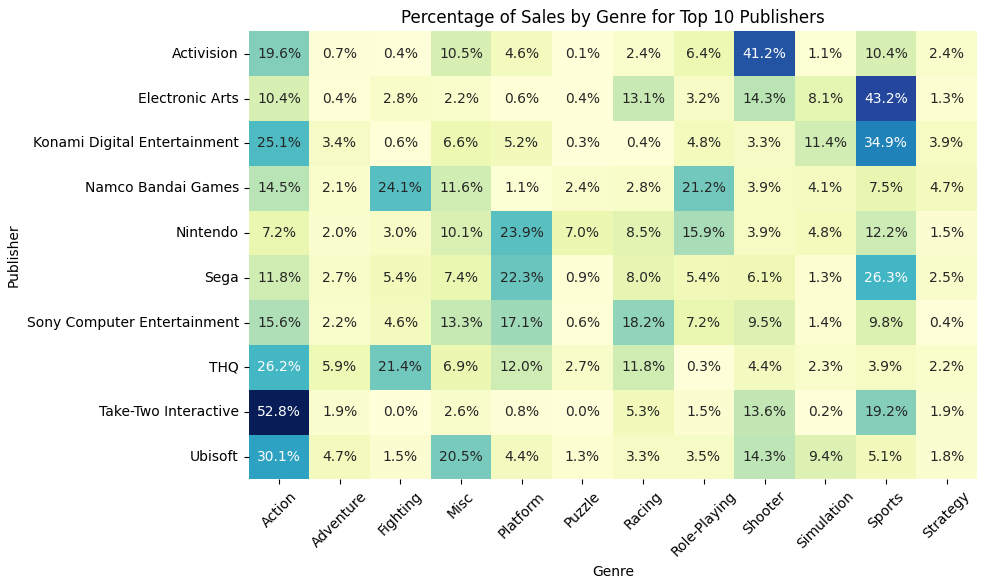 Percentage of Sales by Genre for Top 10 Publishers
Publisher
Activision 19.6% 0.7% 0.4% 10.5% 4.6% 0.1% 2.4% 6.4% 41.2% 1.1% 10.4% 2.4%
Electronic Arts 10.4% 0.4% 2.8% 2.2% 0.6% 0.4% 13.1% 3.2% 14.3% 8.1% 43.2% 1.3%
Konami Digital Entertainment 25.1% 3.4% 0.6% 6.6% 5.2% 0.3% 0.4% 4.8% 3.3% 11.4% 34.9% 3.9%
Namco Bandai Games 14.5% 2.1% 24.1% 11.6% 1.1% 2.4% 2.8% 21.2% 3.9% 4.1% 7.5% 4.7%
Nintendo 7.2% 2.0% 3.0% 10.1% 23.9% 7.0% 8.5% 15.9% 3.9% 4.8% 12.2% 1.5%
Sega 11.8% 2.7% 5.4% 7.4% 22.3% 0.9% 8.0% 5.4% 6.1% 1.3% 26.3% 2.5%
Sony Computer Entertainment 15.6% 2.2% 4.6% 13.3% 17.1% 0.6% 18.2% 7.2% 9.5% 1.4% 9.8% 0.4%
THQ 26.2% 5.9% 21.4% 6.9% 12.0% 2.7% 11.8% 0.3% 4.4% 2.3% 3.9% 2.2%
Take-Two Interactive 52.8% 1.9% 0.0% 2.6% 0.8% 0.0% 5.3% 1.5% 13.6% 0.2% 19.2% 1.9%
Ubisoft 30.1% 4.7% 1.5% 20.5% 4.4% 1.3% 3.3% 3.5% 14.3% 9.4% 5.1% 1.8%
Action Adventure Fighting Misc Platform Puzzle Racing Role-Playing Shooter Simulation Sports Strategy
Genre